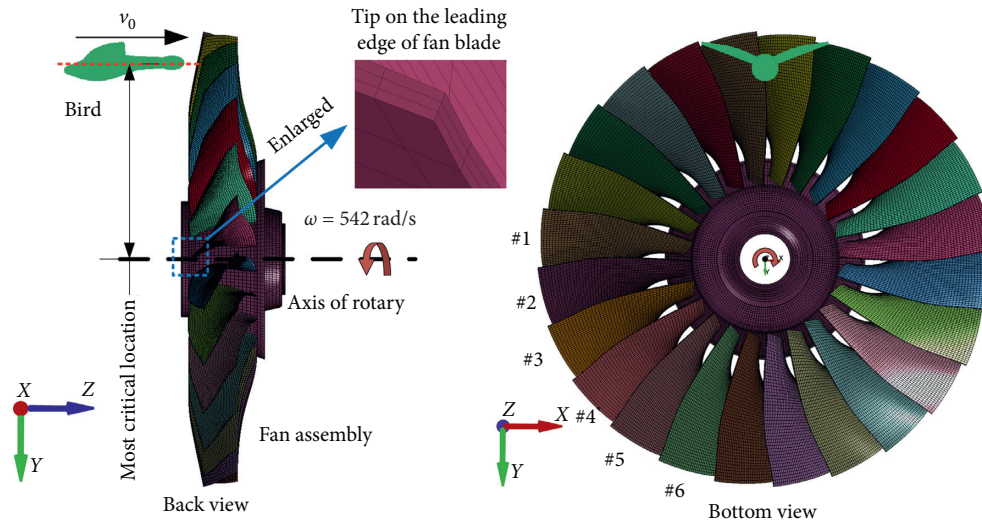 v0
Bird
Tip on the leading
edge of fan blade
Enlarged
ω = 542 rad/s
Axis of rotary
Most critical location
Fan assembly
X
Z
Y
Back view
#1
#2
#3
#4
#5
#6
X
Y
Z
X
Y
Bottom view